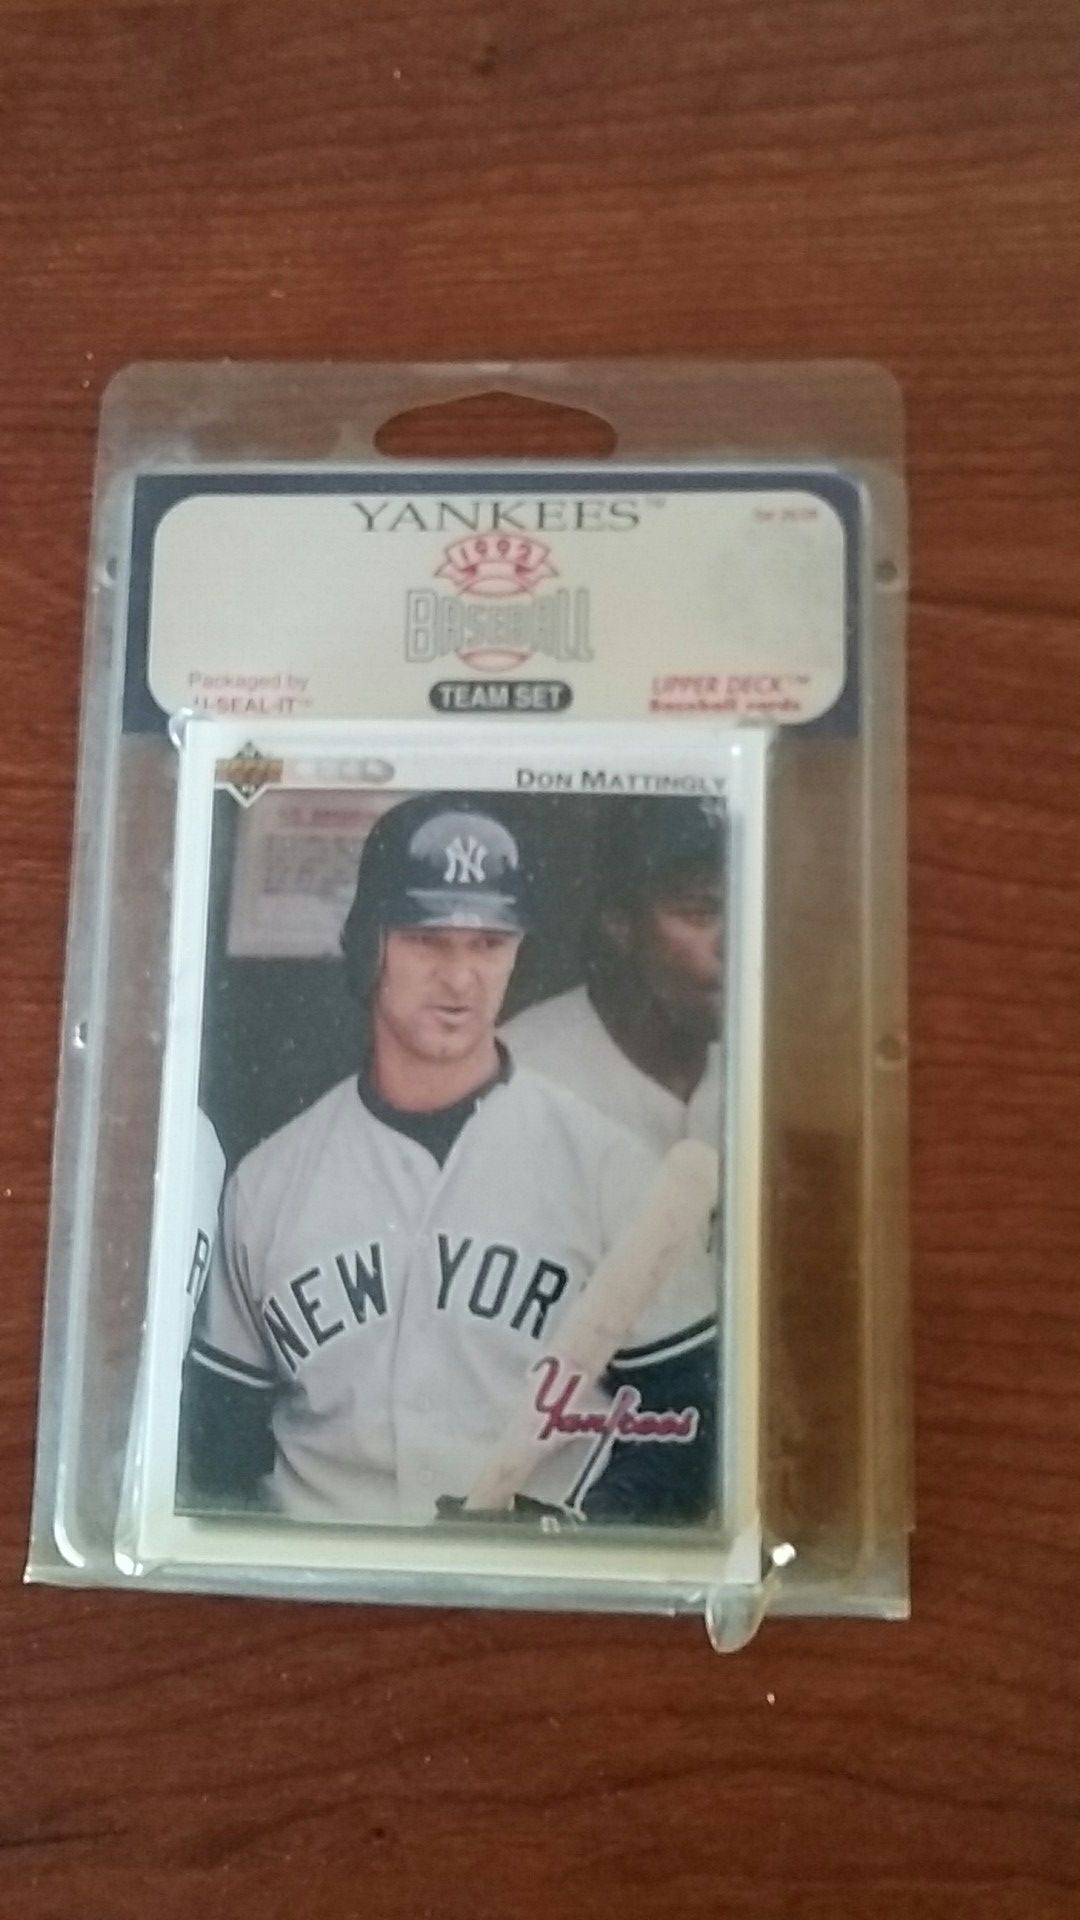 YANKEES™
1992
BASEBALL
TEAM SET
Packaged by
U-SEAL-IT™
UPPER DECK™
Baseball cards
DON MATTINGLY
NY
NEW YOR
Yankees
R